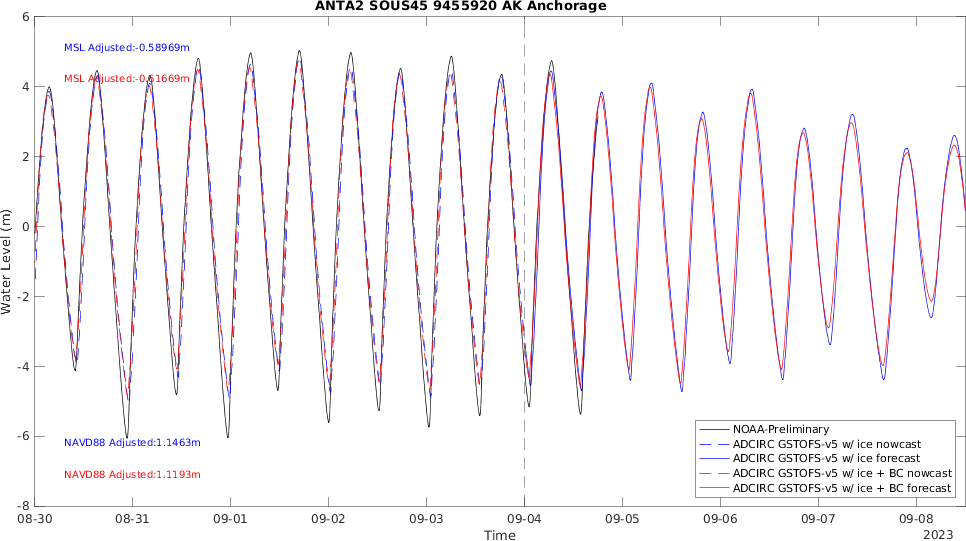 ANTA2 SOUS45 9455920 AK Anchorage
6
MSL Adjusted:-0.58969m
MSL Adjusted:-0.61669m
4
2
0
Water Level (m)
-2
-4
-6
NAVD88 Adjusted:1.1463m
NAVD88 Adjusted:1.1193m
-8
NOAA-Preliminary
ADCIRC GSTOFS-v5 w/ ice nowcast
ADCIRC GSTOFS-v5 w/ ice forecast
ADCIRC GSTOFS-v5 w/ ice + BC nowcast
ADCIRC GSTOFS-v5 w/ ice + BC forecast
08-30 08-31 09-01 09-02 09-03 09-04 09-05 09-06 09-07 09-08
Time 2023